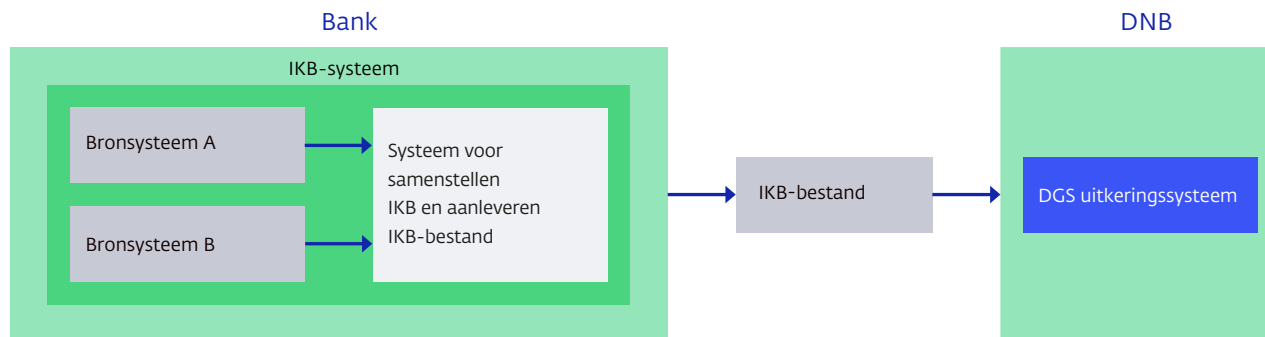 Bank
DNB
IKB-systeem
Bronsysteem A
Bronsysteem B
Systeem voor
samenstellen
IKB en aanleveren
IKB-bestand
IKB-bestand
DGS uitkeringssysteem